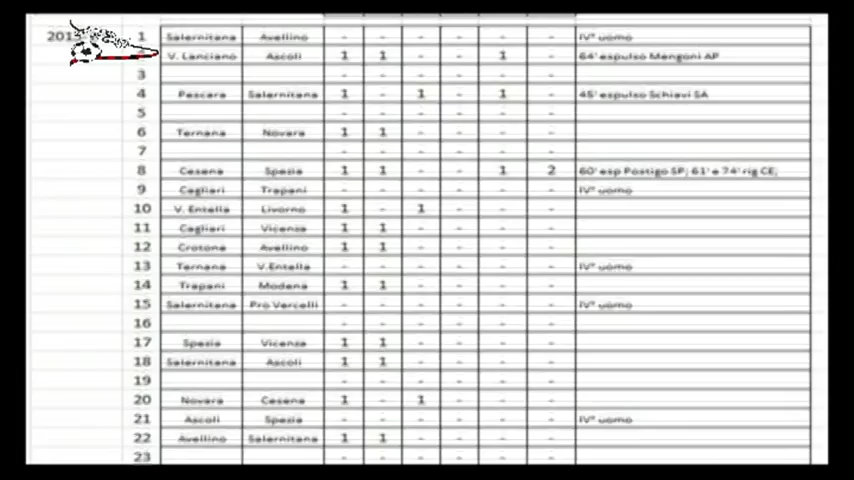 2015 1 Salernitana Avellino - - - - - - IV° uomo
2 V. Lanciano Ascoli 1 1 - - 1 - 64' espulso Mengoni AP
3 - - - - - -
4 Pescara Salernitana 1 - 1 - 1 - 45' espulso Schiavi SA
5 - - - - - -
6 Ternana Novara 1 1 - - - -
7 - - - - - -
8 Cesena Spezia 1 1 - - 1 2 60' esp Postigo SP; 61' e 74' rig CE;
9 Cagliari Trapani - - - - - - IV° uomo
10 V. Entella Livorno 1 - 1 - - -
11 Cagliari Vicenza 1 1 - - - -
12 Crotone Avellino 1 1 - - - -
13 Ternana V.Entella - - - - - - IV° uomo
14 Trapani Modena 1 1 - - - -
15 Salernitana Pro Vercelli - - - - - - IV° uomo
16 - - - - - -
17 Spezia Vicenza 1 1 - - - -
18 Salernitana Ascoli 1 1 - - - -
19 - - - - - -
20 Novara Cesena 1 - 1 - - -
21 Ascoli Spezia - - - - - - IV° uomo
22 Avellino Salernitana 1 1 - - - -
23 - - - - - -